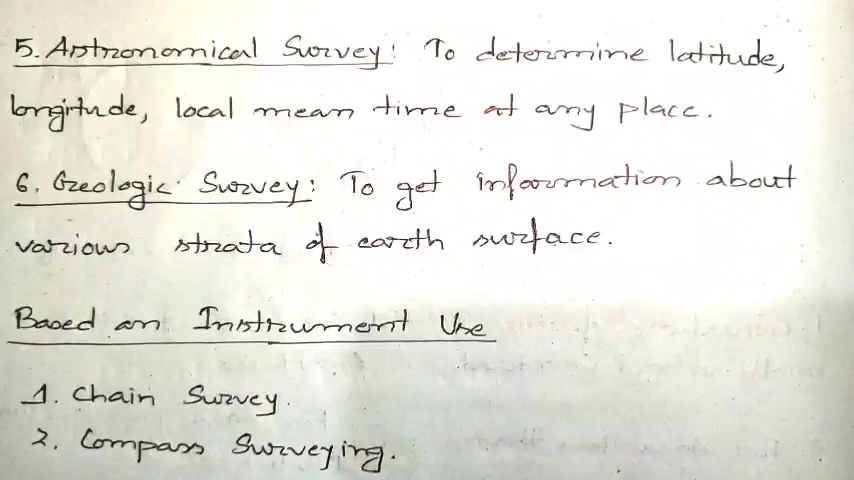 5. Astronomical Survey: To determine latitude,
longitude, local mean time at any place.
6. Geologic Survey: To get information about
various strata of earth surface.
Based on Instrument Use
1. Chain Survey.
2. Compass Surveying.